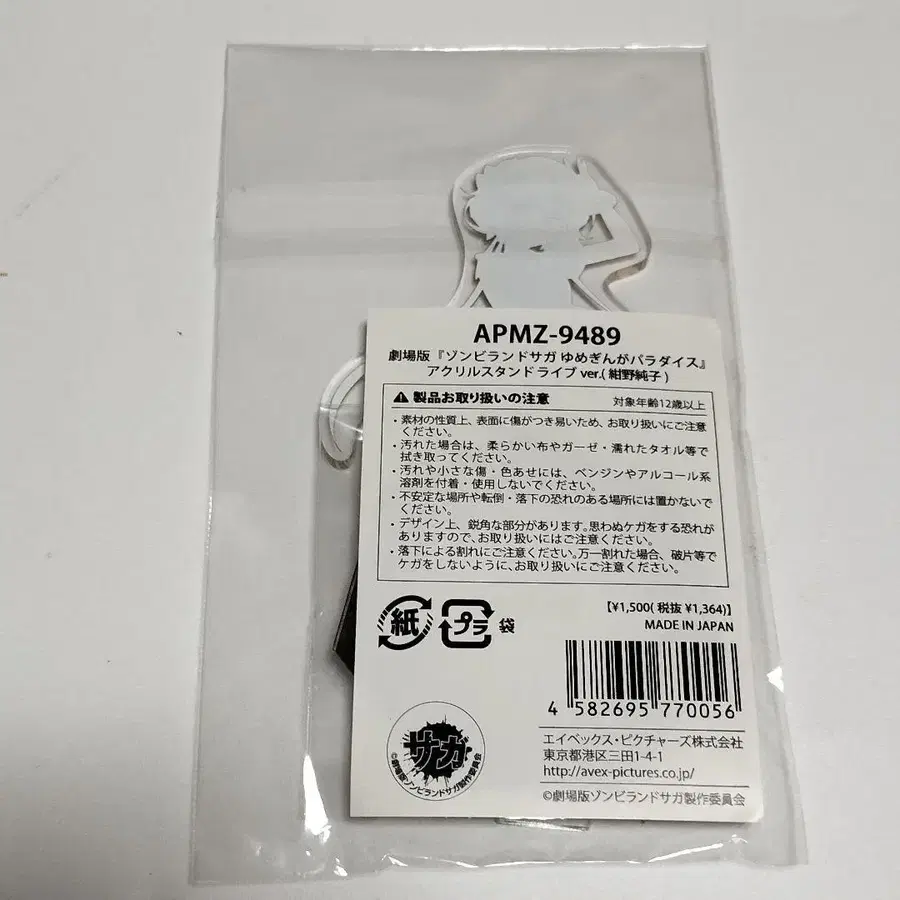 APMZ-9489
劇場版『ゾンビランドサガ ゆめぎんがパラダイス』
アクリルスタンド ライブ ver.( 紺野純子 )
製品お取り扱いの注意 対象年齢12歳以上
・素材の性質上、表面に傷がつき易いため、お取り扱いにご注意
ください。
・汚れた場合は、柔らかい布やガーゼ・濡れたタオル等で
拭き取ってください。
・汚れや小さな傷・色あせには、ベンジンやアルコール系
溶剤を付着・使用しないでください。
・不安定な場所や転倒・落下の恐れのある場所には置かないで
ください。
・デザイン上、鋭角な部分があります。思わぬケガをする恐れが
ありますので、お取り扱いにはご注意ください。
・落下による割れにご注意ください。万一割れた場合、破片等で
ケガをしないように、お取り扱いにご注意ください。
紙 プラ 袋
【¥1,500( 税抜 ¥1,364)】
MADE IN JAPAN
4 582695 770056
サガ
©劇場版ゾンビランドサガ製作委員会
エイベックス・ピクチャーズ株式会社
東京都港区三田1-4-1
http://avex-pictures.co.jp/
©劇場版ゾンビランドサガ製作委員会